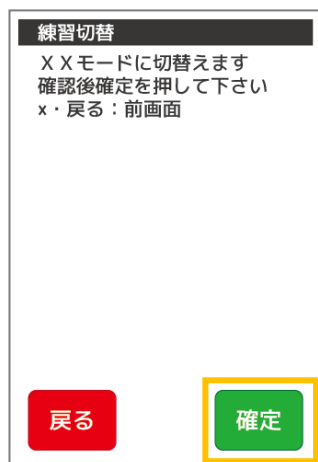 練習切替
XXモードに切替えます
確認後確定を押して下さい
x・戻る：前画面
戻る
確定